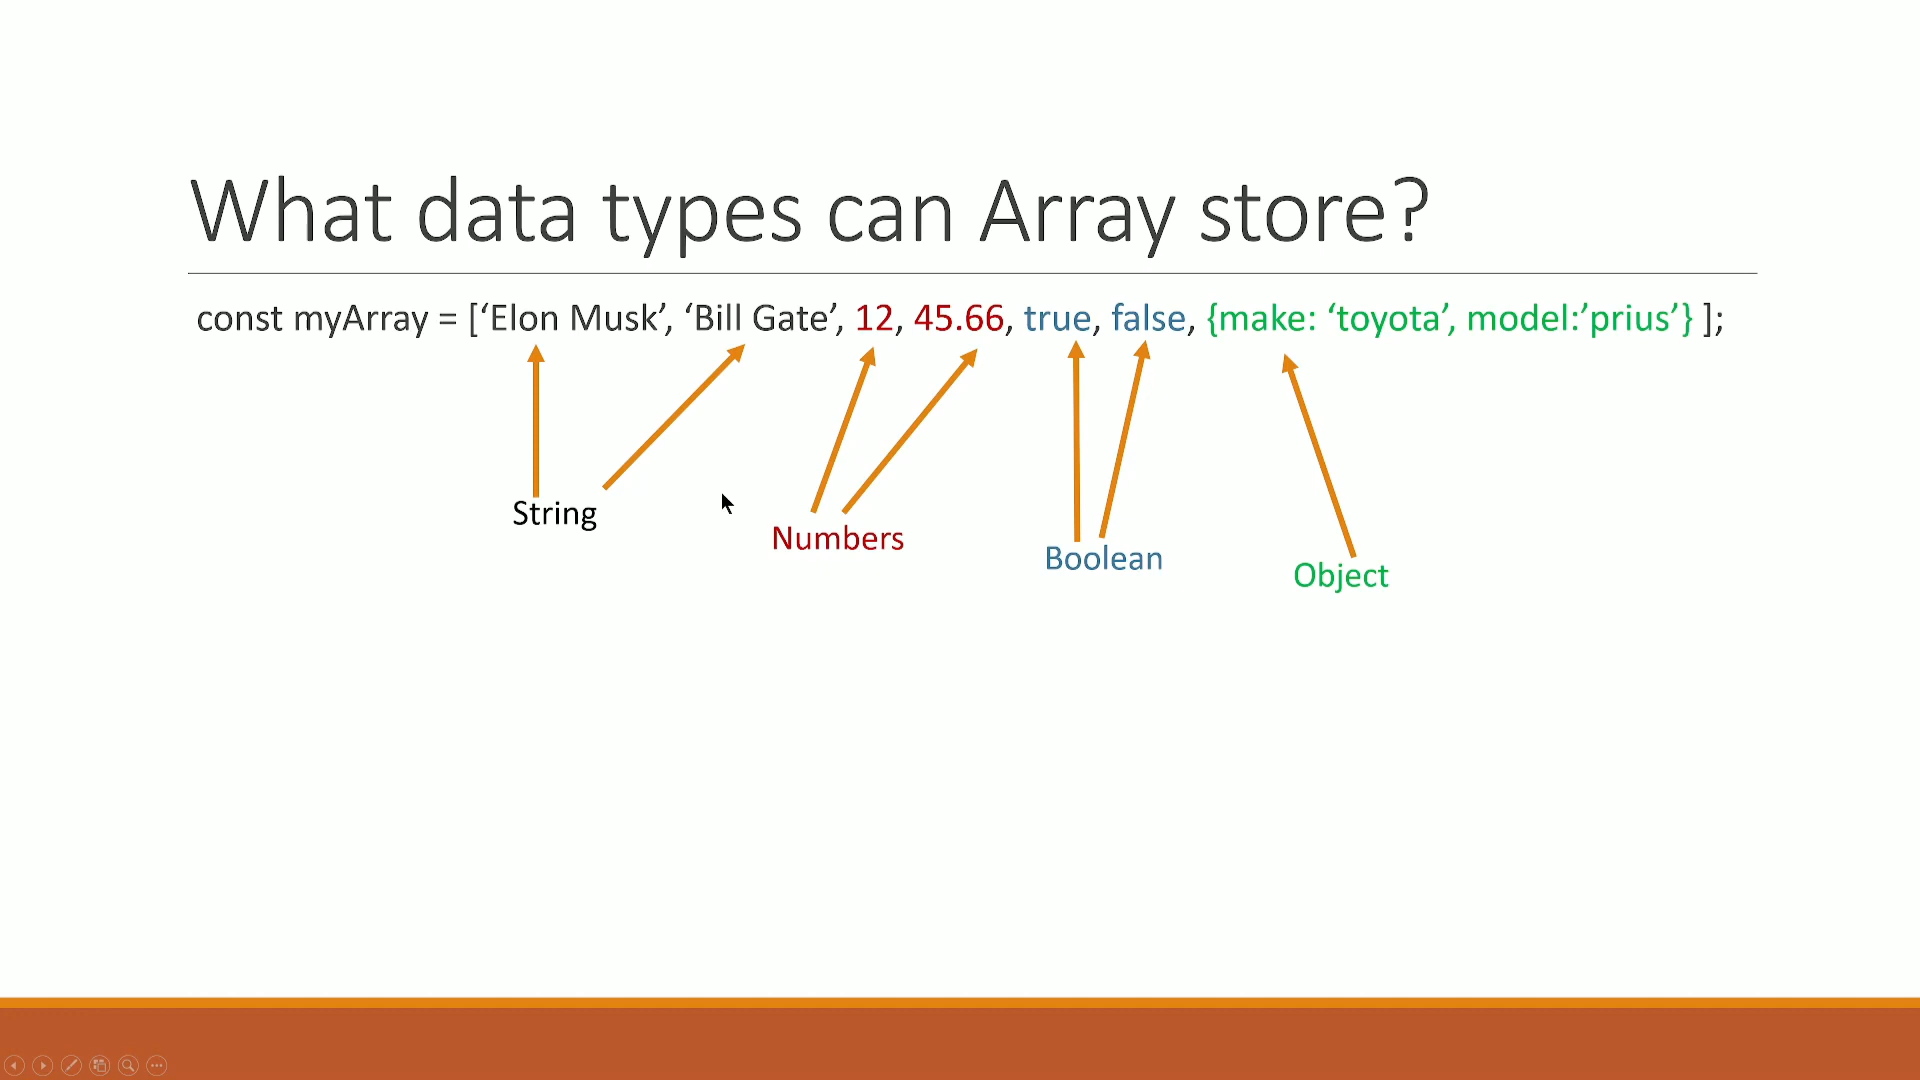 What data types can Array store?
const myArray = [‘Elon Musk’, ‘Bill Gate’, 12, 45.66, true, false, {make: ‘toyota’, model:’prius’} ];
String
Numbers
Boolean
Object